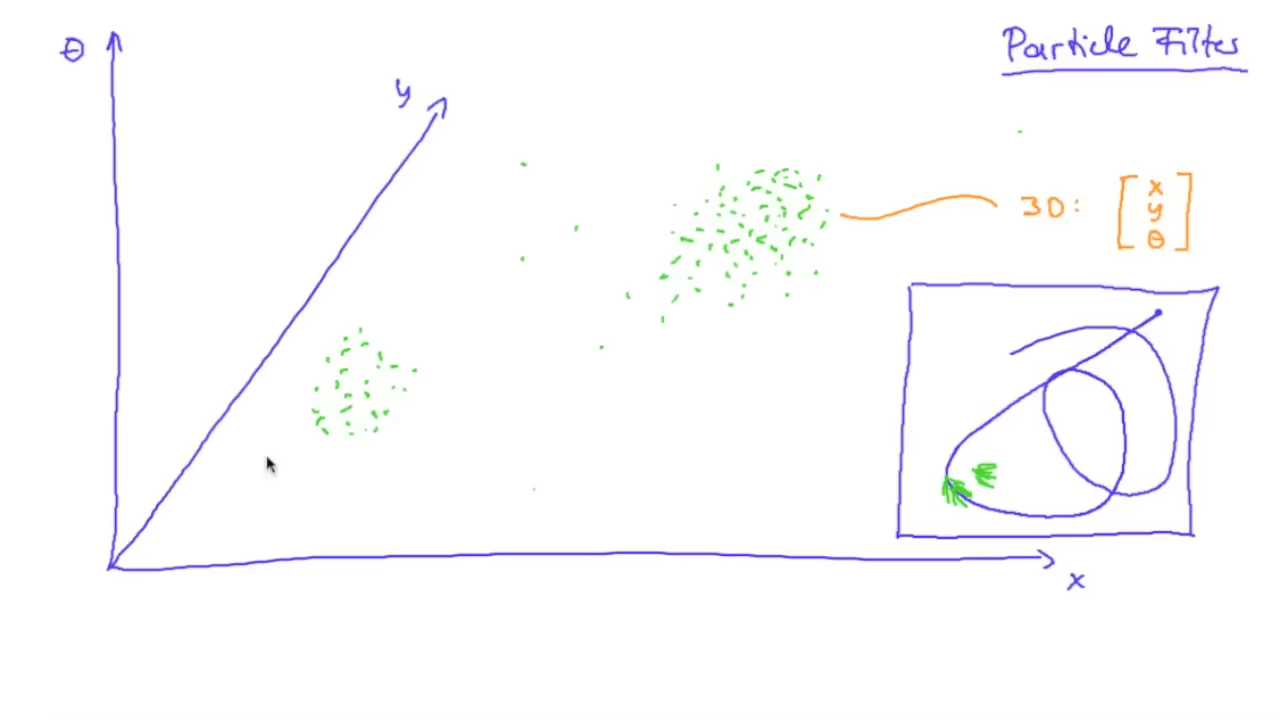 Particle Filter
θ
y
3D: [ x
y
θ ]
x